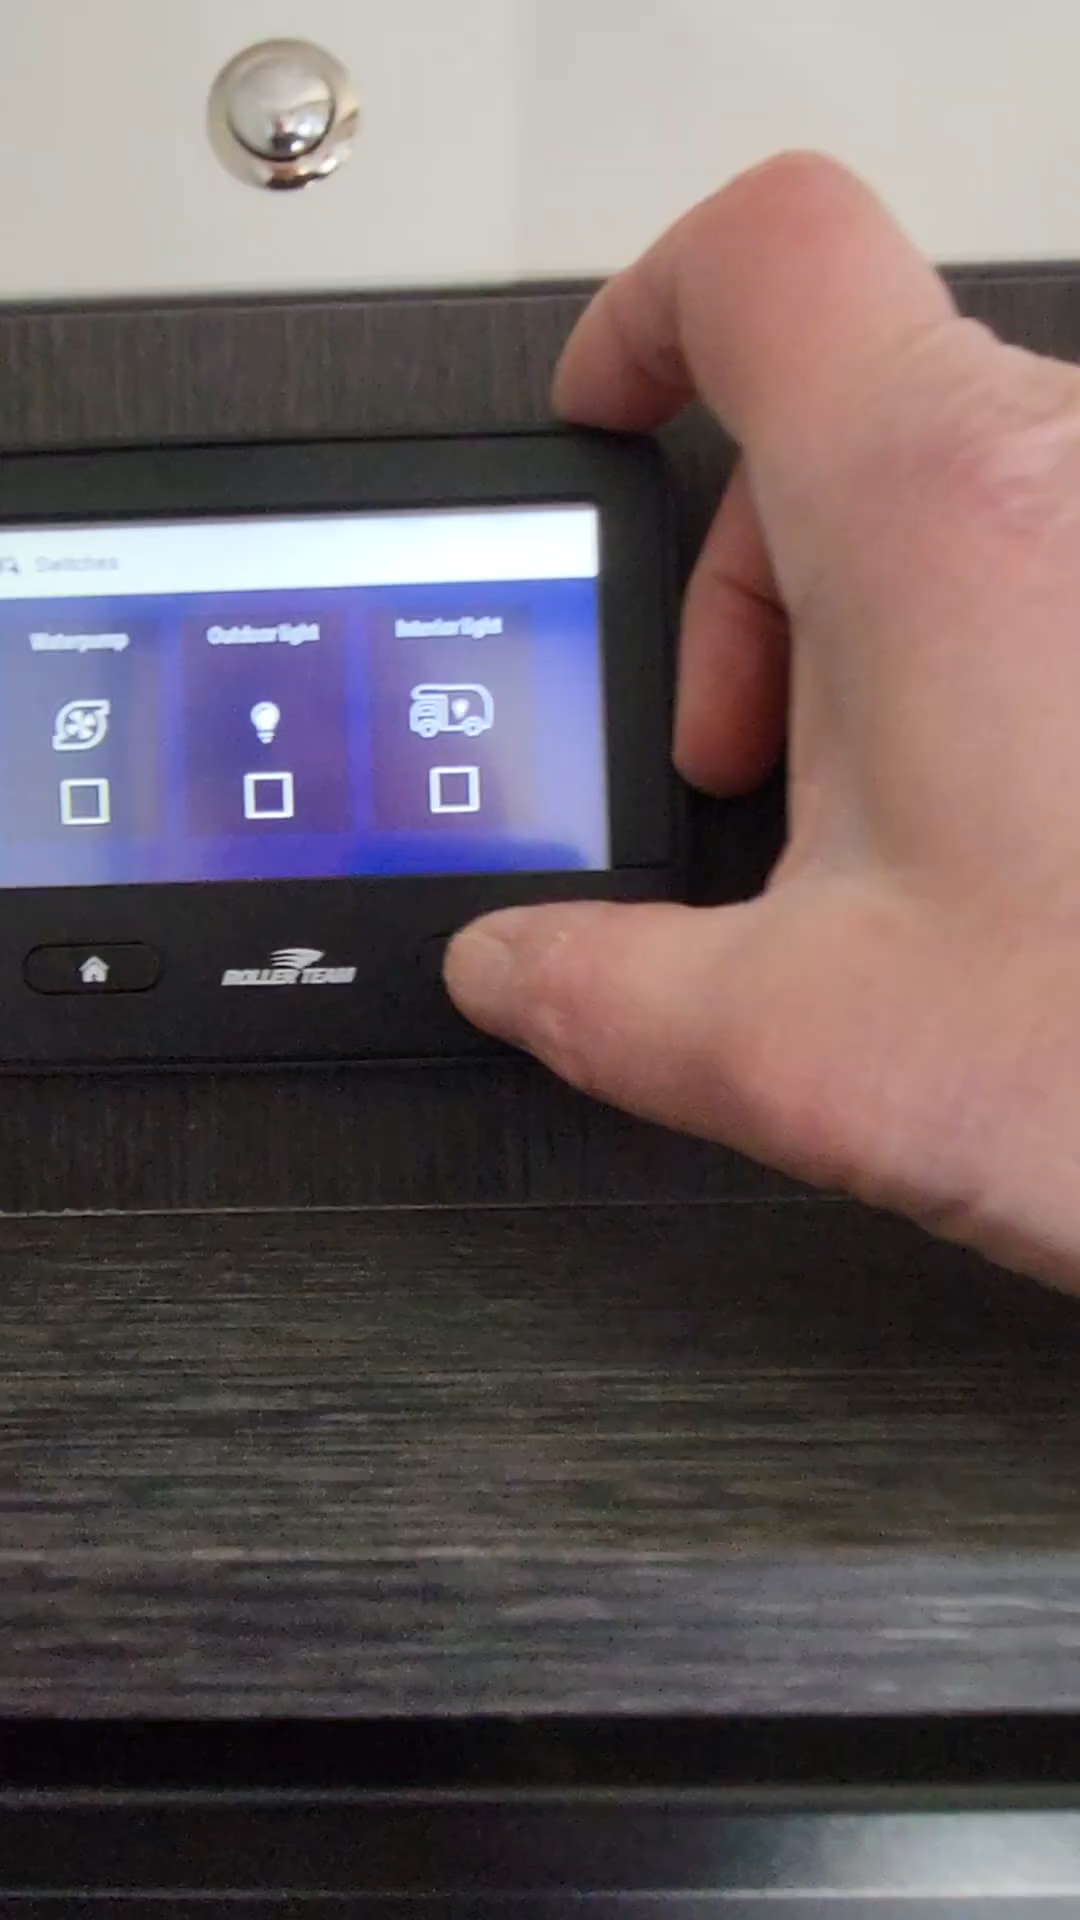 Switches
Waterpump
Outdoor light
Interior light
ROLLER TEAM